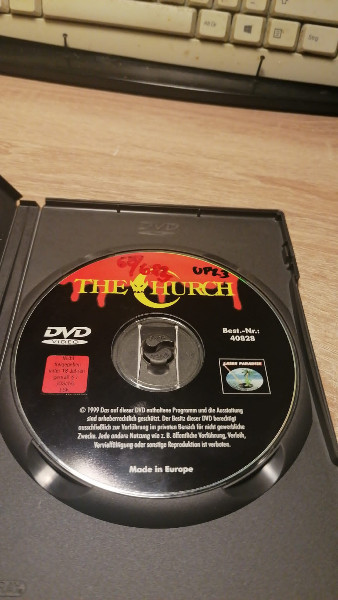 DVD
UPL3
THE CHURCH
DVD
VIDEO
Best.-Nr.:
40828
© 1999 Das auf dieser DVD enthaltene Programm und die Ausstattung
sind urheberrechtlich geschützt. Der Besitz dieser DVD berechtigt
ausschließlich zur Vorführung im privaten Bereich für nicht gewerbliche
Zwecke. Jede andere Nutzung wie z. B. öffentliche Vorführung, Verleih,
Vervielfältigung oder sonstige Reproduktion ist verboten.
Made in Europe